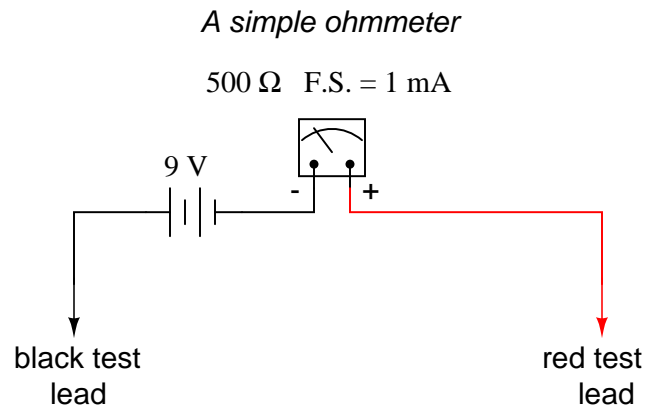 A simple ohmmeter
500 Ω F.S. = 1 mA
9 V
- +
black test
lead
red test
lead